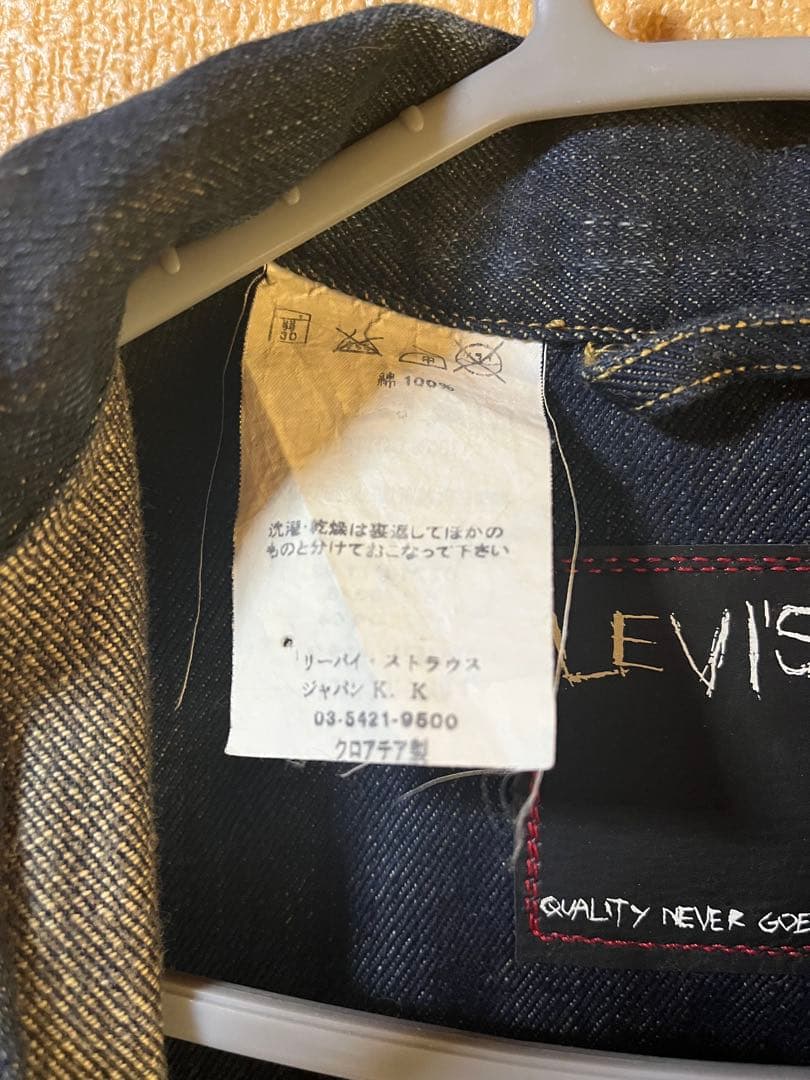 綿 100%
洗濯・乾燥は裏返してほかの
ものと分けておこなって下さい
リーバイ・ストラウス
ジャパン K. K
03-5421-9500
クロアチア製
LEVI'S
QUALITY NEVER GOE